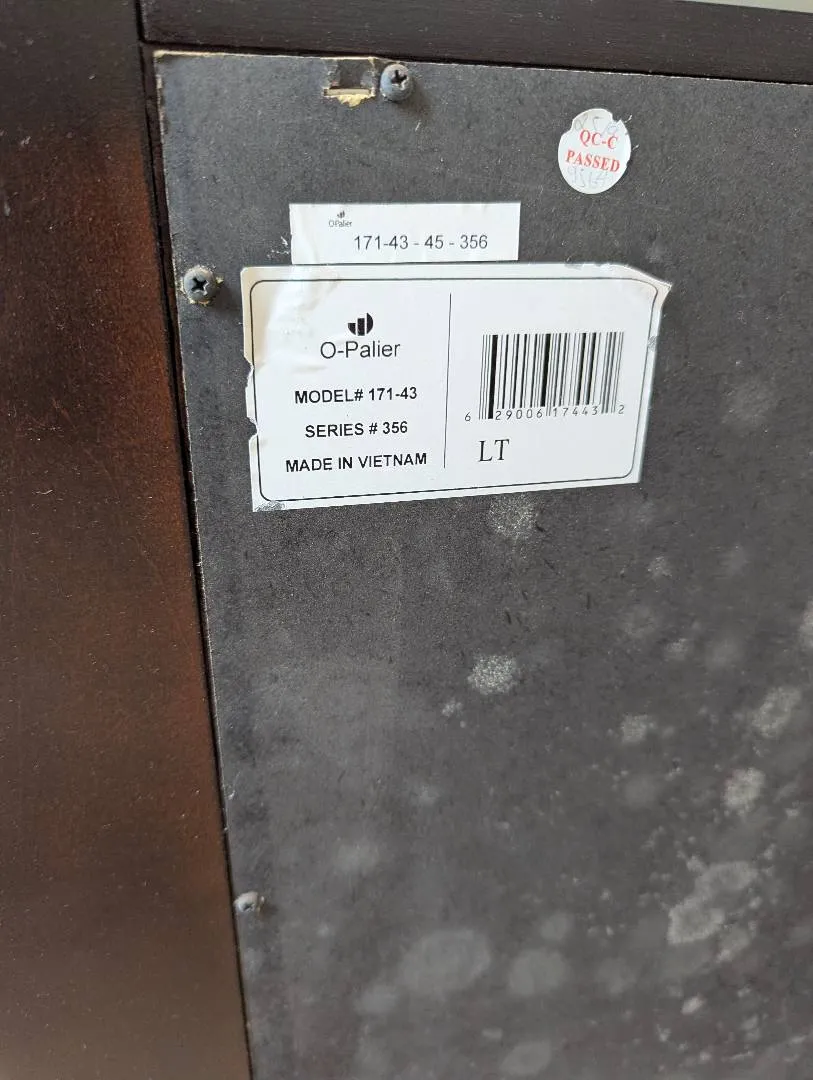 QC-C
PASSED
O-Palier
171-43 - 45 - 356
O-Palier
MODEL# 171-43
SERIES # 356
MADE IN VIETNAM
6 29006 17443 2
LT